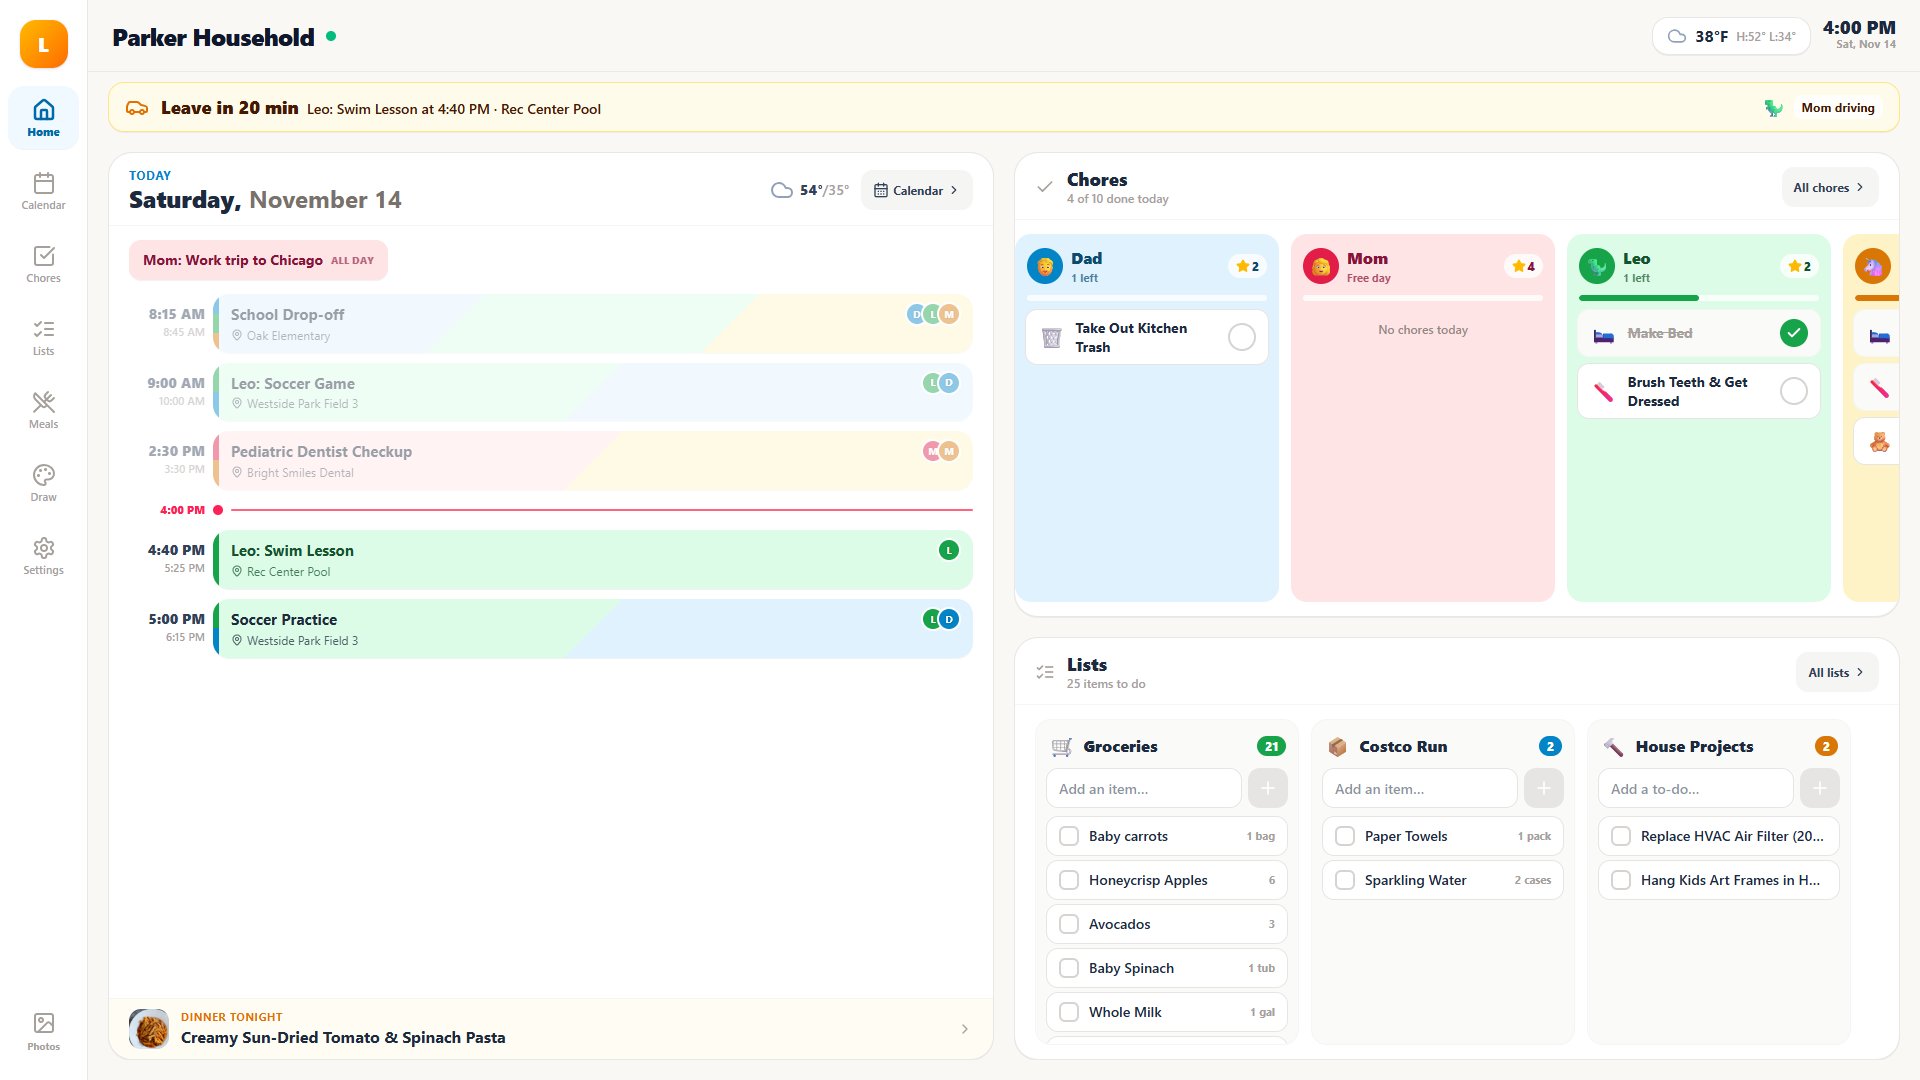 L
Home
Calendar
Chores
Lists
Meals
Draw
Settings
Photos
Parker Household
38°F H:52° L:34°
4:00 PM
Sat, Nov 14
Leave in 20 min Leo: Swim Lesson at 4:40 PM · Rec Center Pool
Mom driving
TODAY
Saturday, November 14
54°/35°
Calendar
Mom: Work trip to Chicago ALL DAY
8:15 AM
8:45 AM
School Drop-off
Oak Elementary
D L M
9:00 AM
10:00 AM
Leo: Soccer Game
Westside Park Field 3
L D
2:30 PM
3:30 PM
Pediatric Dentist Checkup
Bright Smiles Dental
M M
4:00 PM
4:40 PM
5:25 PM
Leo: Swim Lesson
Rec Center Pool
L
5:00 PM
6:15 PM
Soccer Practice
Westside Park Field 3
L D
DINNER TONIGHT
Creamy Sun-Dried Tomato & Spinach Pasta
Chores
4 of 10 done today
All chores
Dad
1 left
2
Take Out Kitchen
Trash
Mom
Free day
4
No chores today
Leo
1 left
2
Make Bed
Brush Teeth & Get
Dressed
Lists
25 items to do
All lists
Groceries
21
Add an item...
Baby carrots 1 bag
Honeycrisp Apples 6
Avocados 3
Baby Spinach 1 tub
Whole Milk 1 gal
Costco Run
2
Add an item...
Paper Towels 1 pack
Sparkling Water 2 cases
House Projects
2
Add a to-do...
Replace HVAC Air Filter (20...
Hang Kids Art Frames in H...